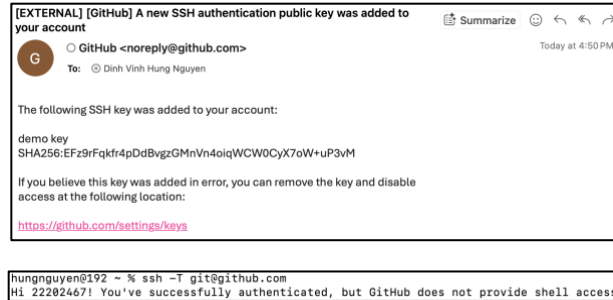 [EXTERNAL] [GitHub] A new SSH authentication public key was added to
your account
Summarize
G
GitHub <noreply@github.com>
Today at 4:50 PM
To: Dinh Vinh Hung Nguyen
The following SSH key was added to your account:
demo key
SHA256:EFz9rFqkfr4pDdBvgzGMnVn4oiqWCW0CyX7oW+uP3vM
If you believe this key was added in error, you can remove the key and disable
access at the following location:
https://github.com/settings/keys
hungnguyen@192 ~ % ssh -T git@github.com
Hi 22202467! You've successfully authenticated, but GitHub does not provide shell access